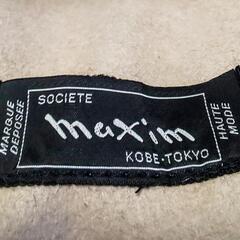 MARQUE
DEPOSEE
SOCIETE
maxim
KOBE-TOKYO
HAUTE
MODE